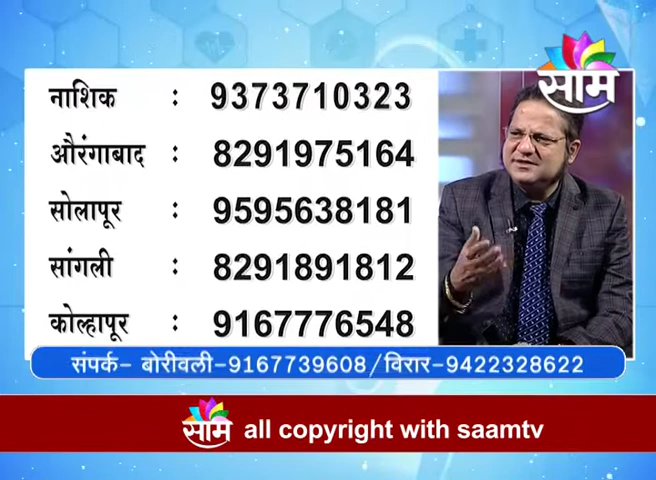 साम
नाशिक : 9373710323
औरंगाबाद : 8291975164
सोलापूर : 9595638181
सांगली : 8291891812
कोल्हापूर : 9167776548
संपर्क- बोरीवली-9167739608/विरार-9422328622
साम all copyright with saamtv